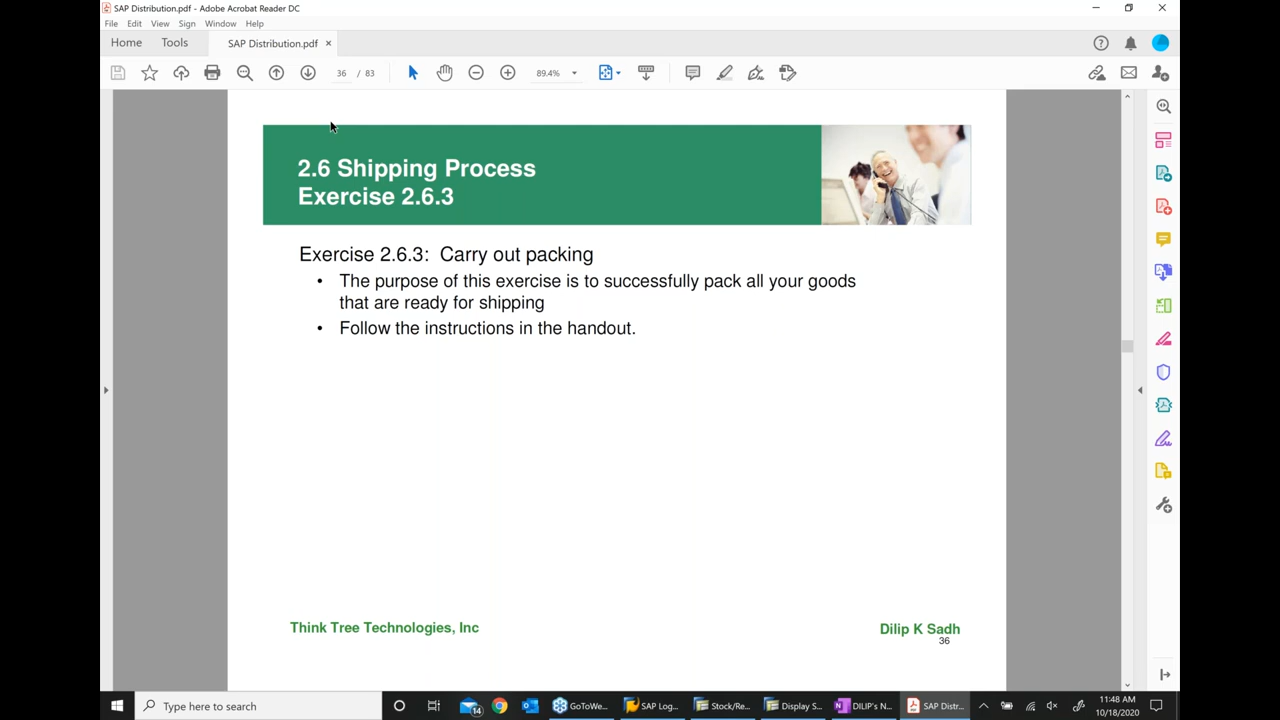 SAP Distribution.pdf - Adobe Acrobat Reader DC
File Edit View Sign Window Help
Home Tools SAP Distribution.pdf ×
36 / 83 89.4%
2.6 Shipping Process
Exercise 2.6.3
Exercise 2.6.3: Carry out packing
• The purpose of this exercise is to successfully pack all your goods
that are ready for shipping
• Follow the instructions in the handout.
Think Tree Technologies, Inc
Dilip K Sadh
36
Type here to search
14
GoToWe...
SAP Log...
Stock/Re...
Display S...
DILIP's N...
SAP Distr...
11:48 AM
10/18/2020